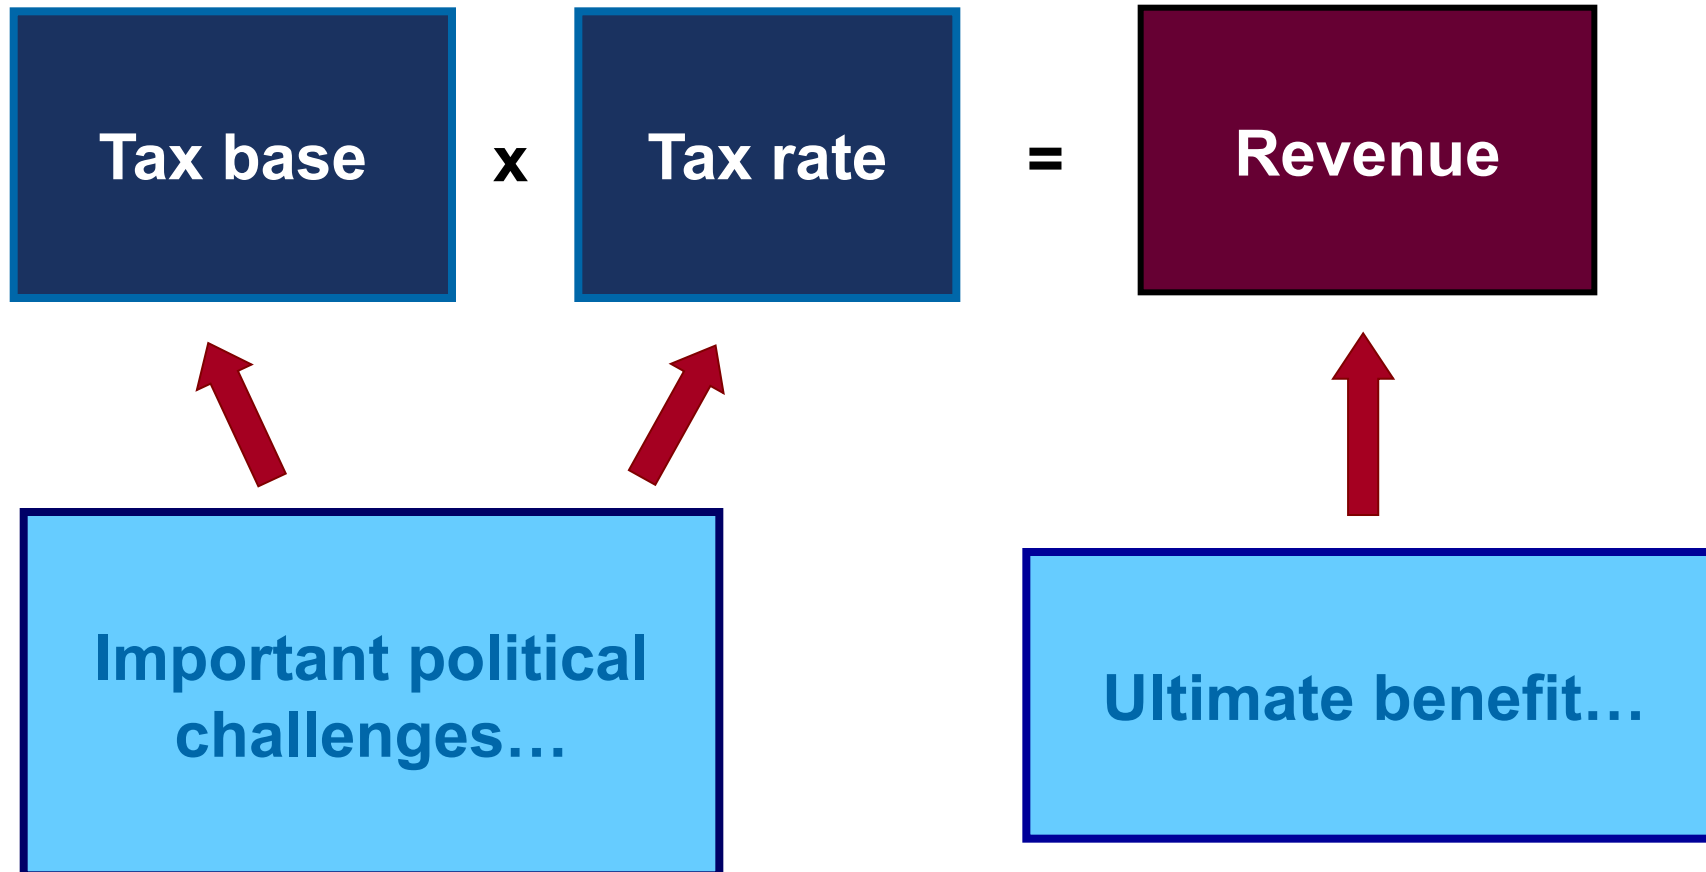 Tax base x Tax rate = Revenue
Important political
challenges…
Ultimate benefit…